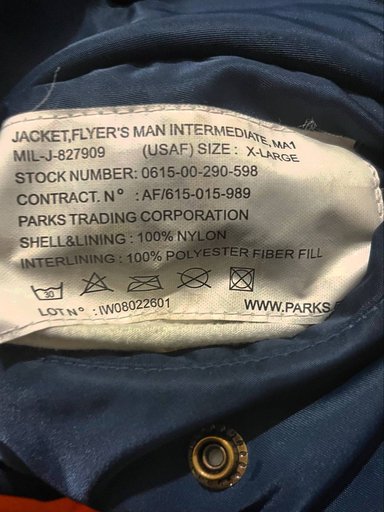 JACKET,FLYER'S MAN INTERMEDIATE, MA1
MIL-J-827909 (USAF) SIZE : X-LARGE
STOCK NUMBER: 0615-00-290-598
CONTRACT. Nº : AF/615-015-989
PARKS TRADING CORPORATION
SHELL&LINING : 100% NYLON
INTERLINING : 100% POLYESTER FIBER FILL
30
LOT Nº : IW08022601
WWW.PARKS